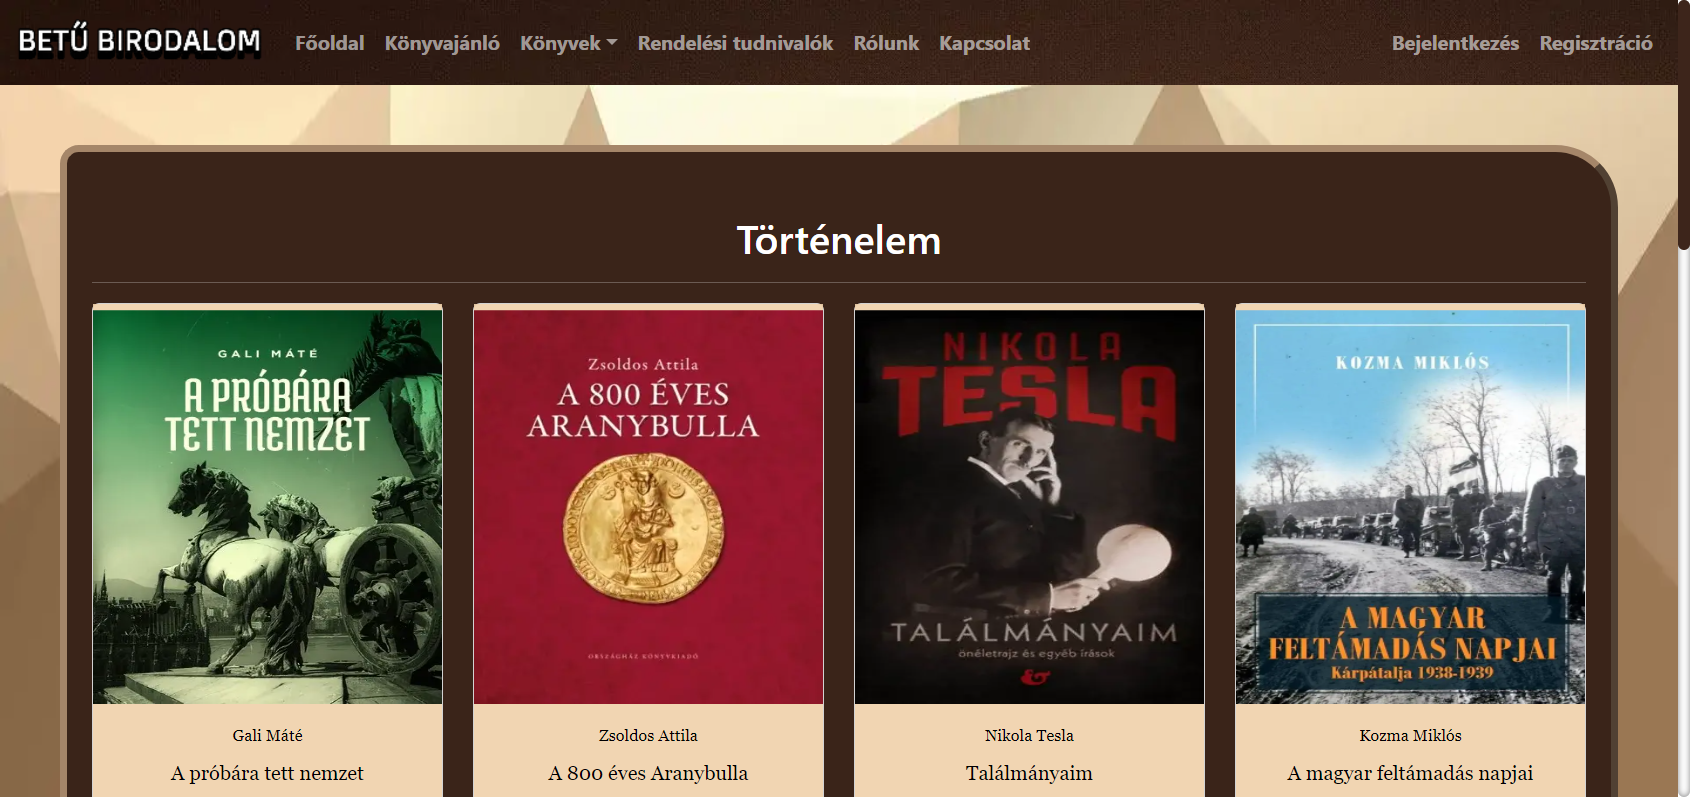 BETŰ BIRODALOM
Főoldal
Könyvajánló
Könyvek
Rendelési tudnivalók
Rólunk
Kapcsolat
Bejelentkezés
Regisztráció
Történelem
GALI MÁTÉ
A PRÓBÁRA
TETT NEMZET
Gali Máté
A próbára tett nemzet
Zsoldos Attila
A 800 ÉVES
ARANYBULLA
ORSZÁGHÁZ KÖNYVKIADÓ
Zsoldos Attila
A 800 éves Aranybulla
NIKOLA
TESLA
TALÁLMÁNYAIM
önéletrajz és egyéb írások
&
Nikola Tesla
Találmányaim
KOZMA MIKLÓS
A MAGYAR
FELTÁMADÁS NAPJAI
Kárpátalja 1938-1939
Kozma Miklós
A magyar feltámadás napjai